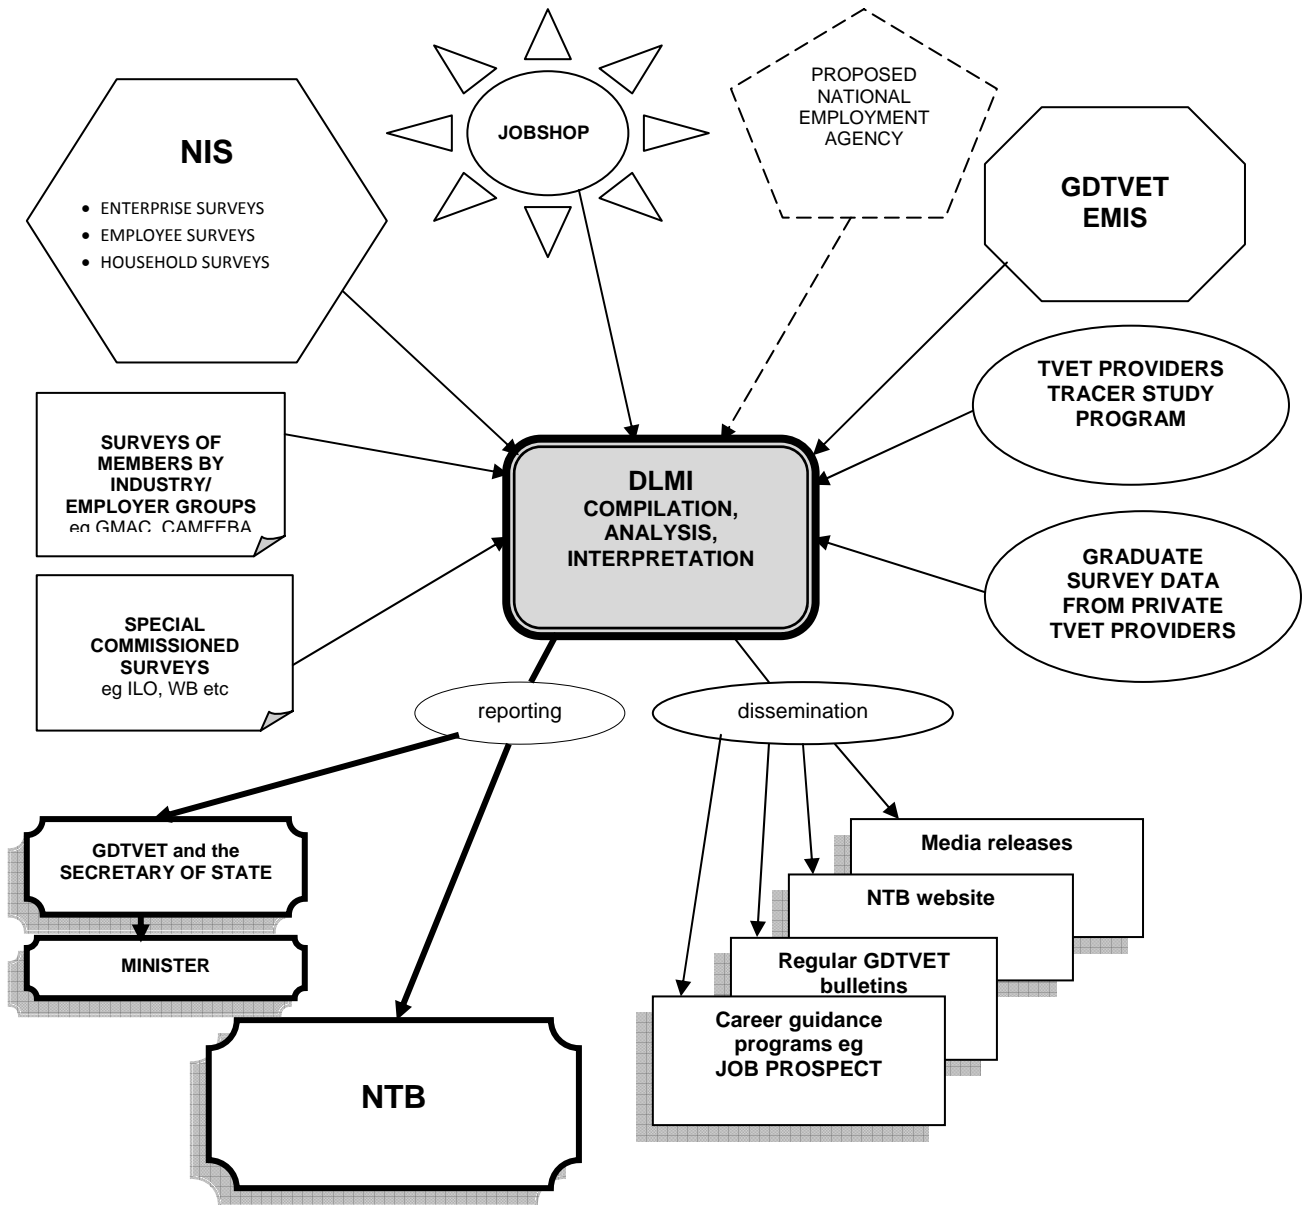 JOBSHOP
PROPOSED
NATIONAL
EMPLOYMENT
AGENCY
NIS
• ENTERPRISE SURVEYS
• EMPLOYEE SURVEYS
• HOUSEHOLD SURVEYS
GDTVET
EMIS
TVET PROVIDERS
TRACER STUDY
PROGRAM
SURVEYS OF
MEMBERS BY
INDUSTRY/
EMPLOYER GROUPS
eg GMAC, CAMFEBA
DLMI
COMPILATION,
ANALYSIS,
INTERPRETATION
GRADUATE
SURVEY DATA
FROM PRIVATE
TVET PROVIDERS
SPECIAL
COMMISSIONED
SURVEYS
eg ILO, WB etc
reporting
dissemination
GDTVET and the
SECRETARY OF STATE
MINISTER
NTB
Media releases
NTB website
Regular GDTVET
bulletins
Career guidance
programs eg
JOB PROSPECT